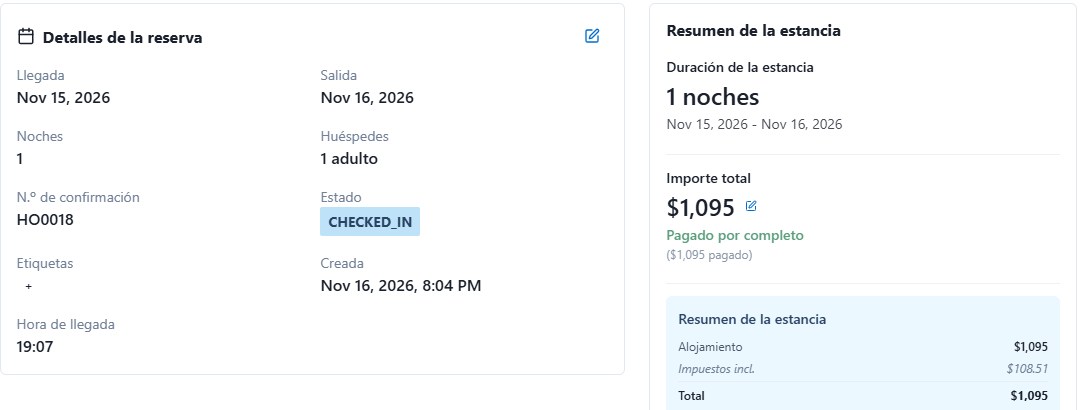 Detalles de la reserva
Llegada
Nov 15, 2026
Salida
Nov 16, 2026
Noches
1
Huéspedes
1 adulto
N.º de confirmación
HO0018
Estado
CHECKED_IN
Etiquetas
+
Creada
Nov 16, 2026, 8:04 PM
Hora de llegada
19:07
Resumen de la estancia
Duración de la estancia
1 noches
Nov 15, 2026 - Nov 16, 2026
Importe total
$1,095
Pagado por completo
($1,095 pagado)
Resumen de la estancia
Alojamiento $1,095
Impuestos incl. $108.51
Total $1,095